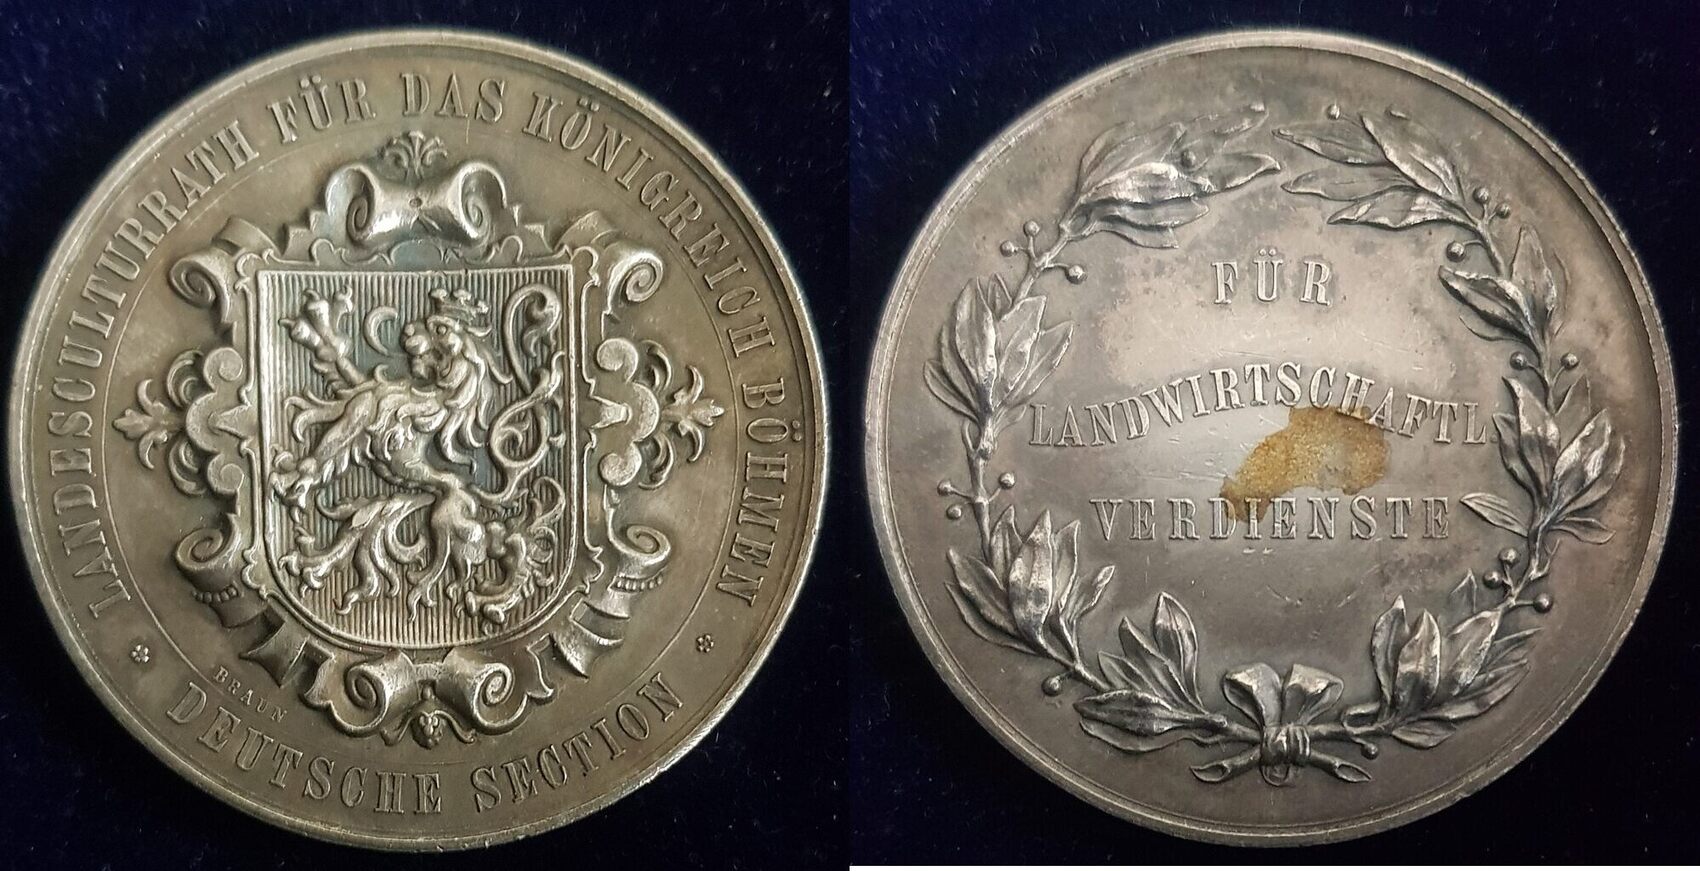 LANDESCULTURRATH FÜR DAS KÖNIGREICH BÖHMEN
DEUTSCHE SECTION
BRAUN
FÜR
LANDWIRTSCHAFTL.
VERDIENSTE